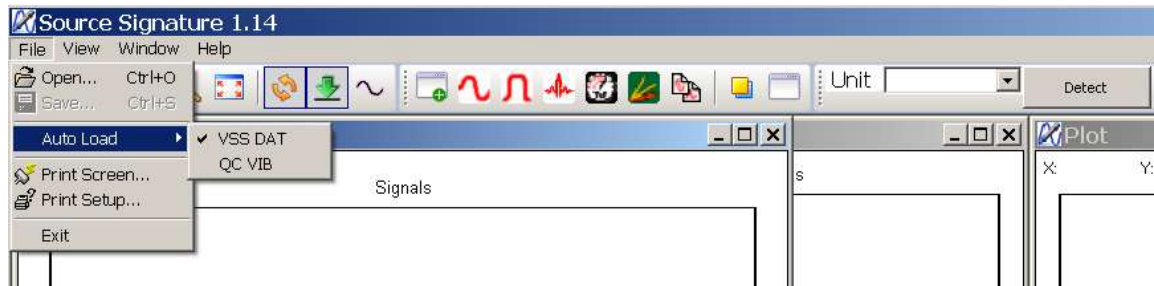 Source Signature 1.14
File View Window Help
Open... Ctrl+O
Save... Ctrl+S
Unit
Detect
Auto Load
VSS DAT
QC VIB
Print Screen...
Print Setup...
Exit
Signals
s
Plot
X: Y: